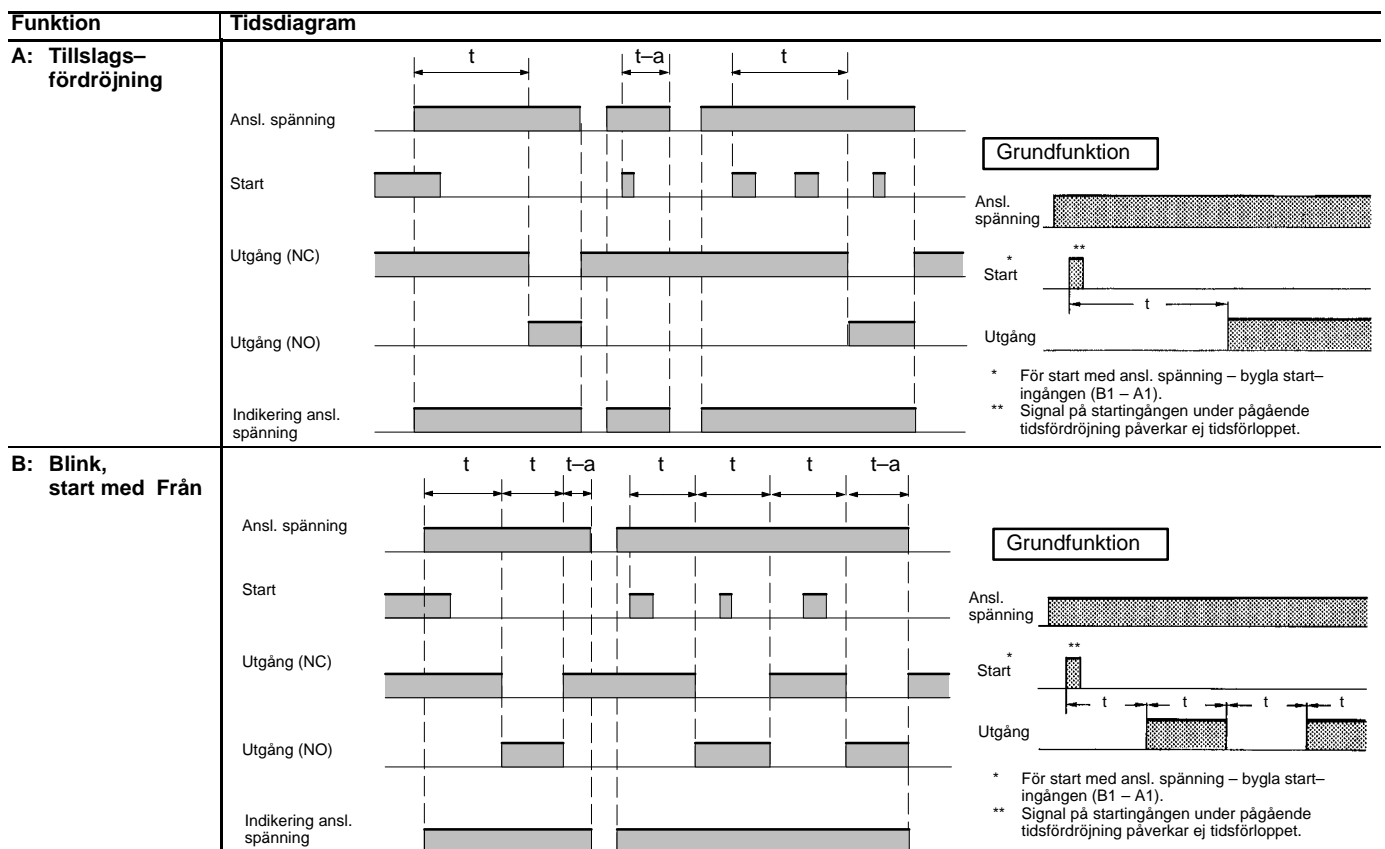 Funktion Tidsdiagram
A: Tillslags–
fördröjning
t t–a t
Ansl. spänning
Start
Utgång (NC)
Utgång (NO)
Indikering ansl.
spänning
Grundfunktion
Ansl.
spänning
**
*
Start
t
Utgång
* För start med ansl. spänning – bygla start–
ingången (B1 – A1).
** Signal på startingången under pågående
tidsfördröjning påverkar ej tidsförloppet.
B: Blink,
start med Från
t t t–a t t t t–a
Ansl. spänning
Start
Utgång (NC)
Utgång (NO)
Indikering ansl.
spänning
Grundfunktion
Ansl.
spänning
**
*
Start
t t t t
Utgång
* För start med ansl. spänning – bygla start–
ingången (B1 – A1).
** Signal på startingången under pågående
tidsfördröjning påverkar ej tidsförloppet.